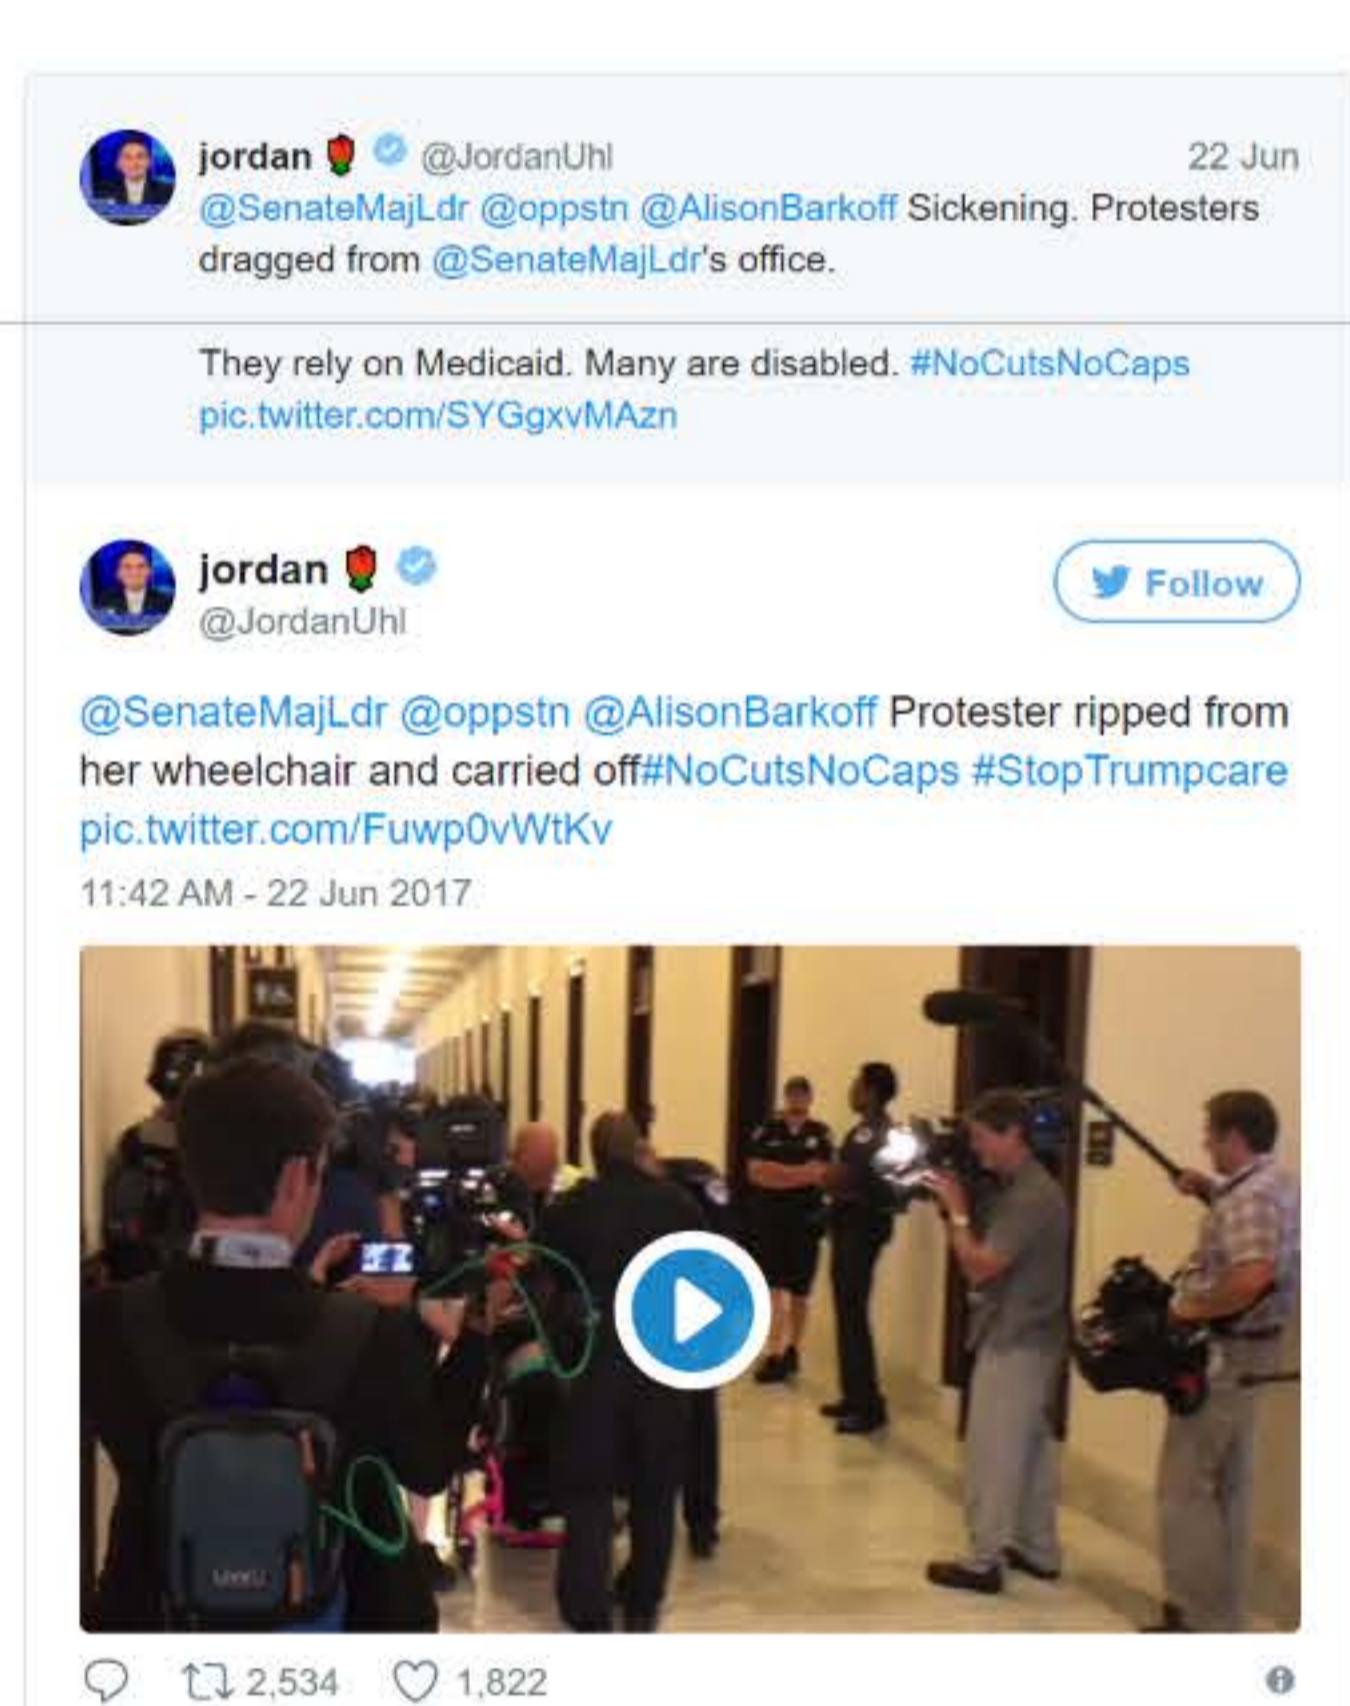 jordan @JordanUhl 22 Jun
@SenateMajLdr @oppstn @AlisonBarkoff Sickening. Protesters
dragged from @SenateMajLdr's office.
They rely on Medicaid. Many are disabled. #NoCutsNoCaps
pic.twitter.com/SYGgxvMAzn
jordan
@JordanUhl
Follow
@SenateMajLdr @oppstn @AlisonBarkoff Protester ripped from
her wheelchair and carried off#NoCutsNoCaps #StopTrumpcare
pic.twitter.com/Fuwp0vWtKv
11:42 AM - 22 Jun 2017
2,534 1,822